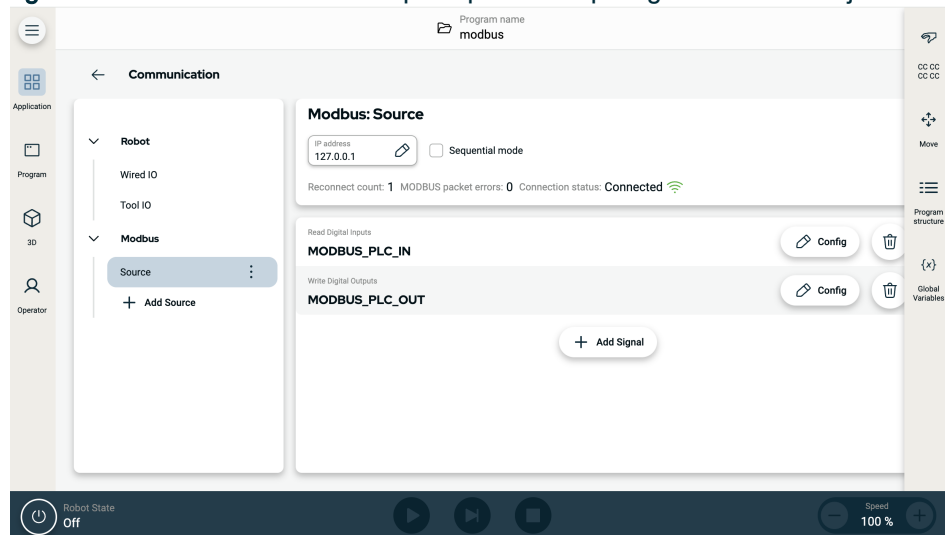 Program name
modbus
Communication
Application
Program
3D
Operator
Robot
Wired IO
Tool IO
Modbus
Source
Add Source
Modbus: Source
IP address
127.0.0.1
Sequential mode
Reconnect count: 1 MODBUS packet errors: 0 Connection status: Connected
Read Digital Inputs
MODBUS_PLC_IN
Config
Write Digital Outputs
MODBUS_PLC_OUT
Config
Add Signal
CC CC
CC CC
Move
Program
structure
{x}
Global
Variables
Robot State
Off
Speed
100 %